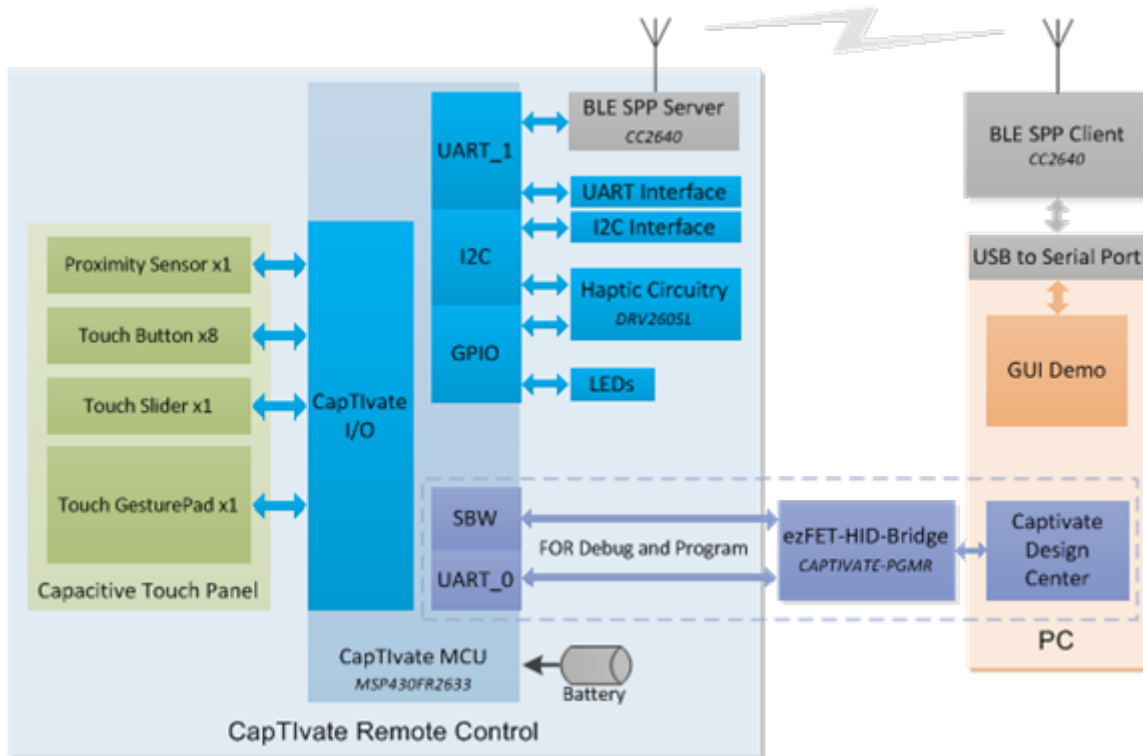 BLE SPP Server
CC2640
BLE SPP Client
CC2640
UART_1
UART Interface
I2C Interface
I2C
Haptic Circuitry
DRV2605L
GPIO
LEDs
USB to Serial Port
GUI Demo
Proximity Sensor x1
Touch Button x8
Touch Slider x1
Touch GesturePad x1
Capacitive Touch Panel
CapTIvate
I/O
SBW
FOR Debug and Program
UART_0
ezFET-HID-Bridge
CAPTIVATE-PGMR
Captivate
Design
Center
PC
CapTIvate MCU
MSP430FR2633
Battery
CapTIvate Remote Control